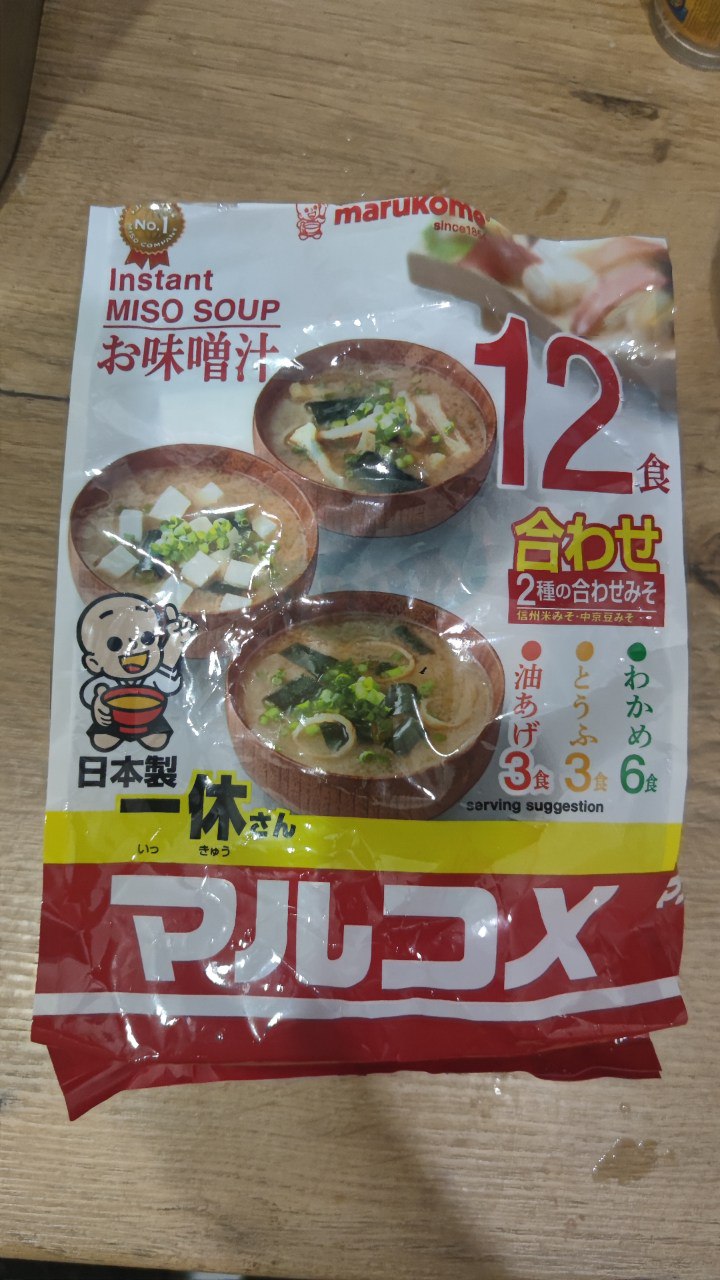 No.1
marukome
since18
Instant
MISO SOUP
お味噌汁
12食
合わせ
2種の合わせみそ
信州米みそ・中京豆みそ
油あげ
3食
とうふ
3食
わかめ
6食
serving suggestion
日本製
一休さん
いっ きゅう
マルコメ